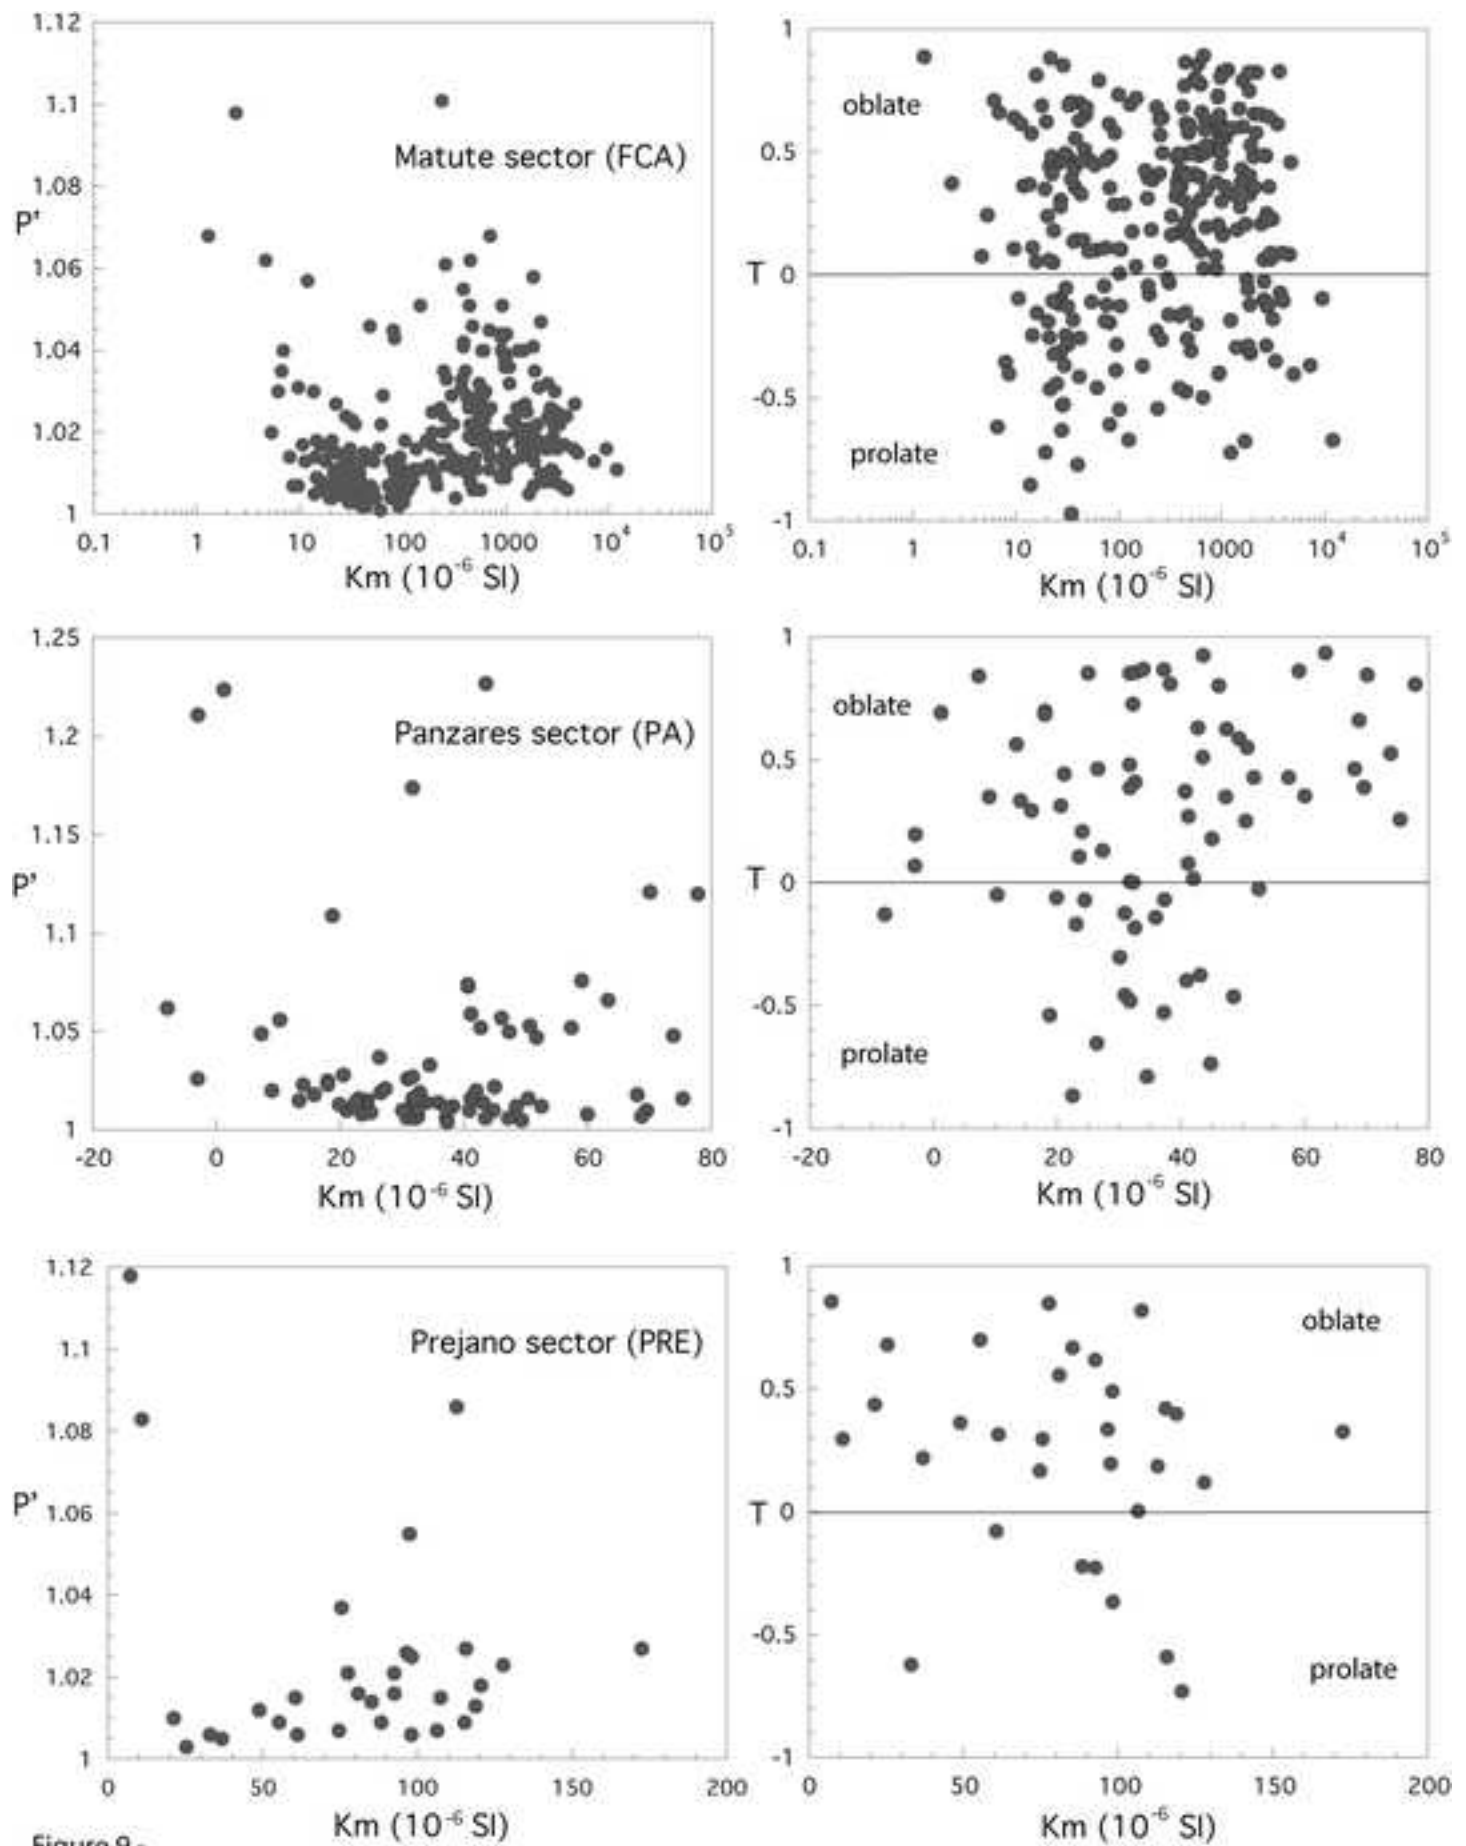 1.12
1.1
1.08
1.06
1.04
1.02
1
P'
Matute sector (FCA)
0.1 1 10 100 1000 10⁴ 10⁵
Km (10⁻⁶ SI)
1
0.5
0
-0.5
-1
T
oblate
prolate
0.1 1 10 100 1000 10⁴ 10⁵
Km (10⁻⁶ SI)
1.25
1.2
1.15
1.1
1.05
1
P'
Panzares sector (PA)
-20 0 20 40 60 80
Km (10⁻⁶ SI)
1
0.5
0
-0.5
-1
T
oblate
prolate
-20 0 20 40 60 80
Km (10⁻⁶ SI)
1.12
1.1
1.08
1.06
1.04
1.02
1
P'
Prejano sector (PRE)
0 50 100 150 200
Km (10⁻⁶ SI)
1
0.5
0
-0.5
-1
T
oblate
prolate
0 50 100 150 200
Km (10⁻⁶ SI)
Figure 9